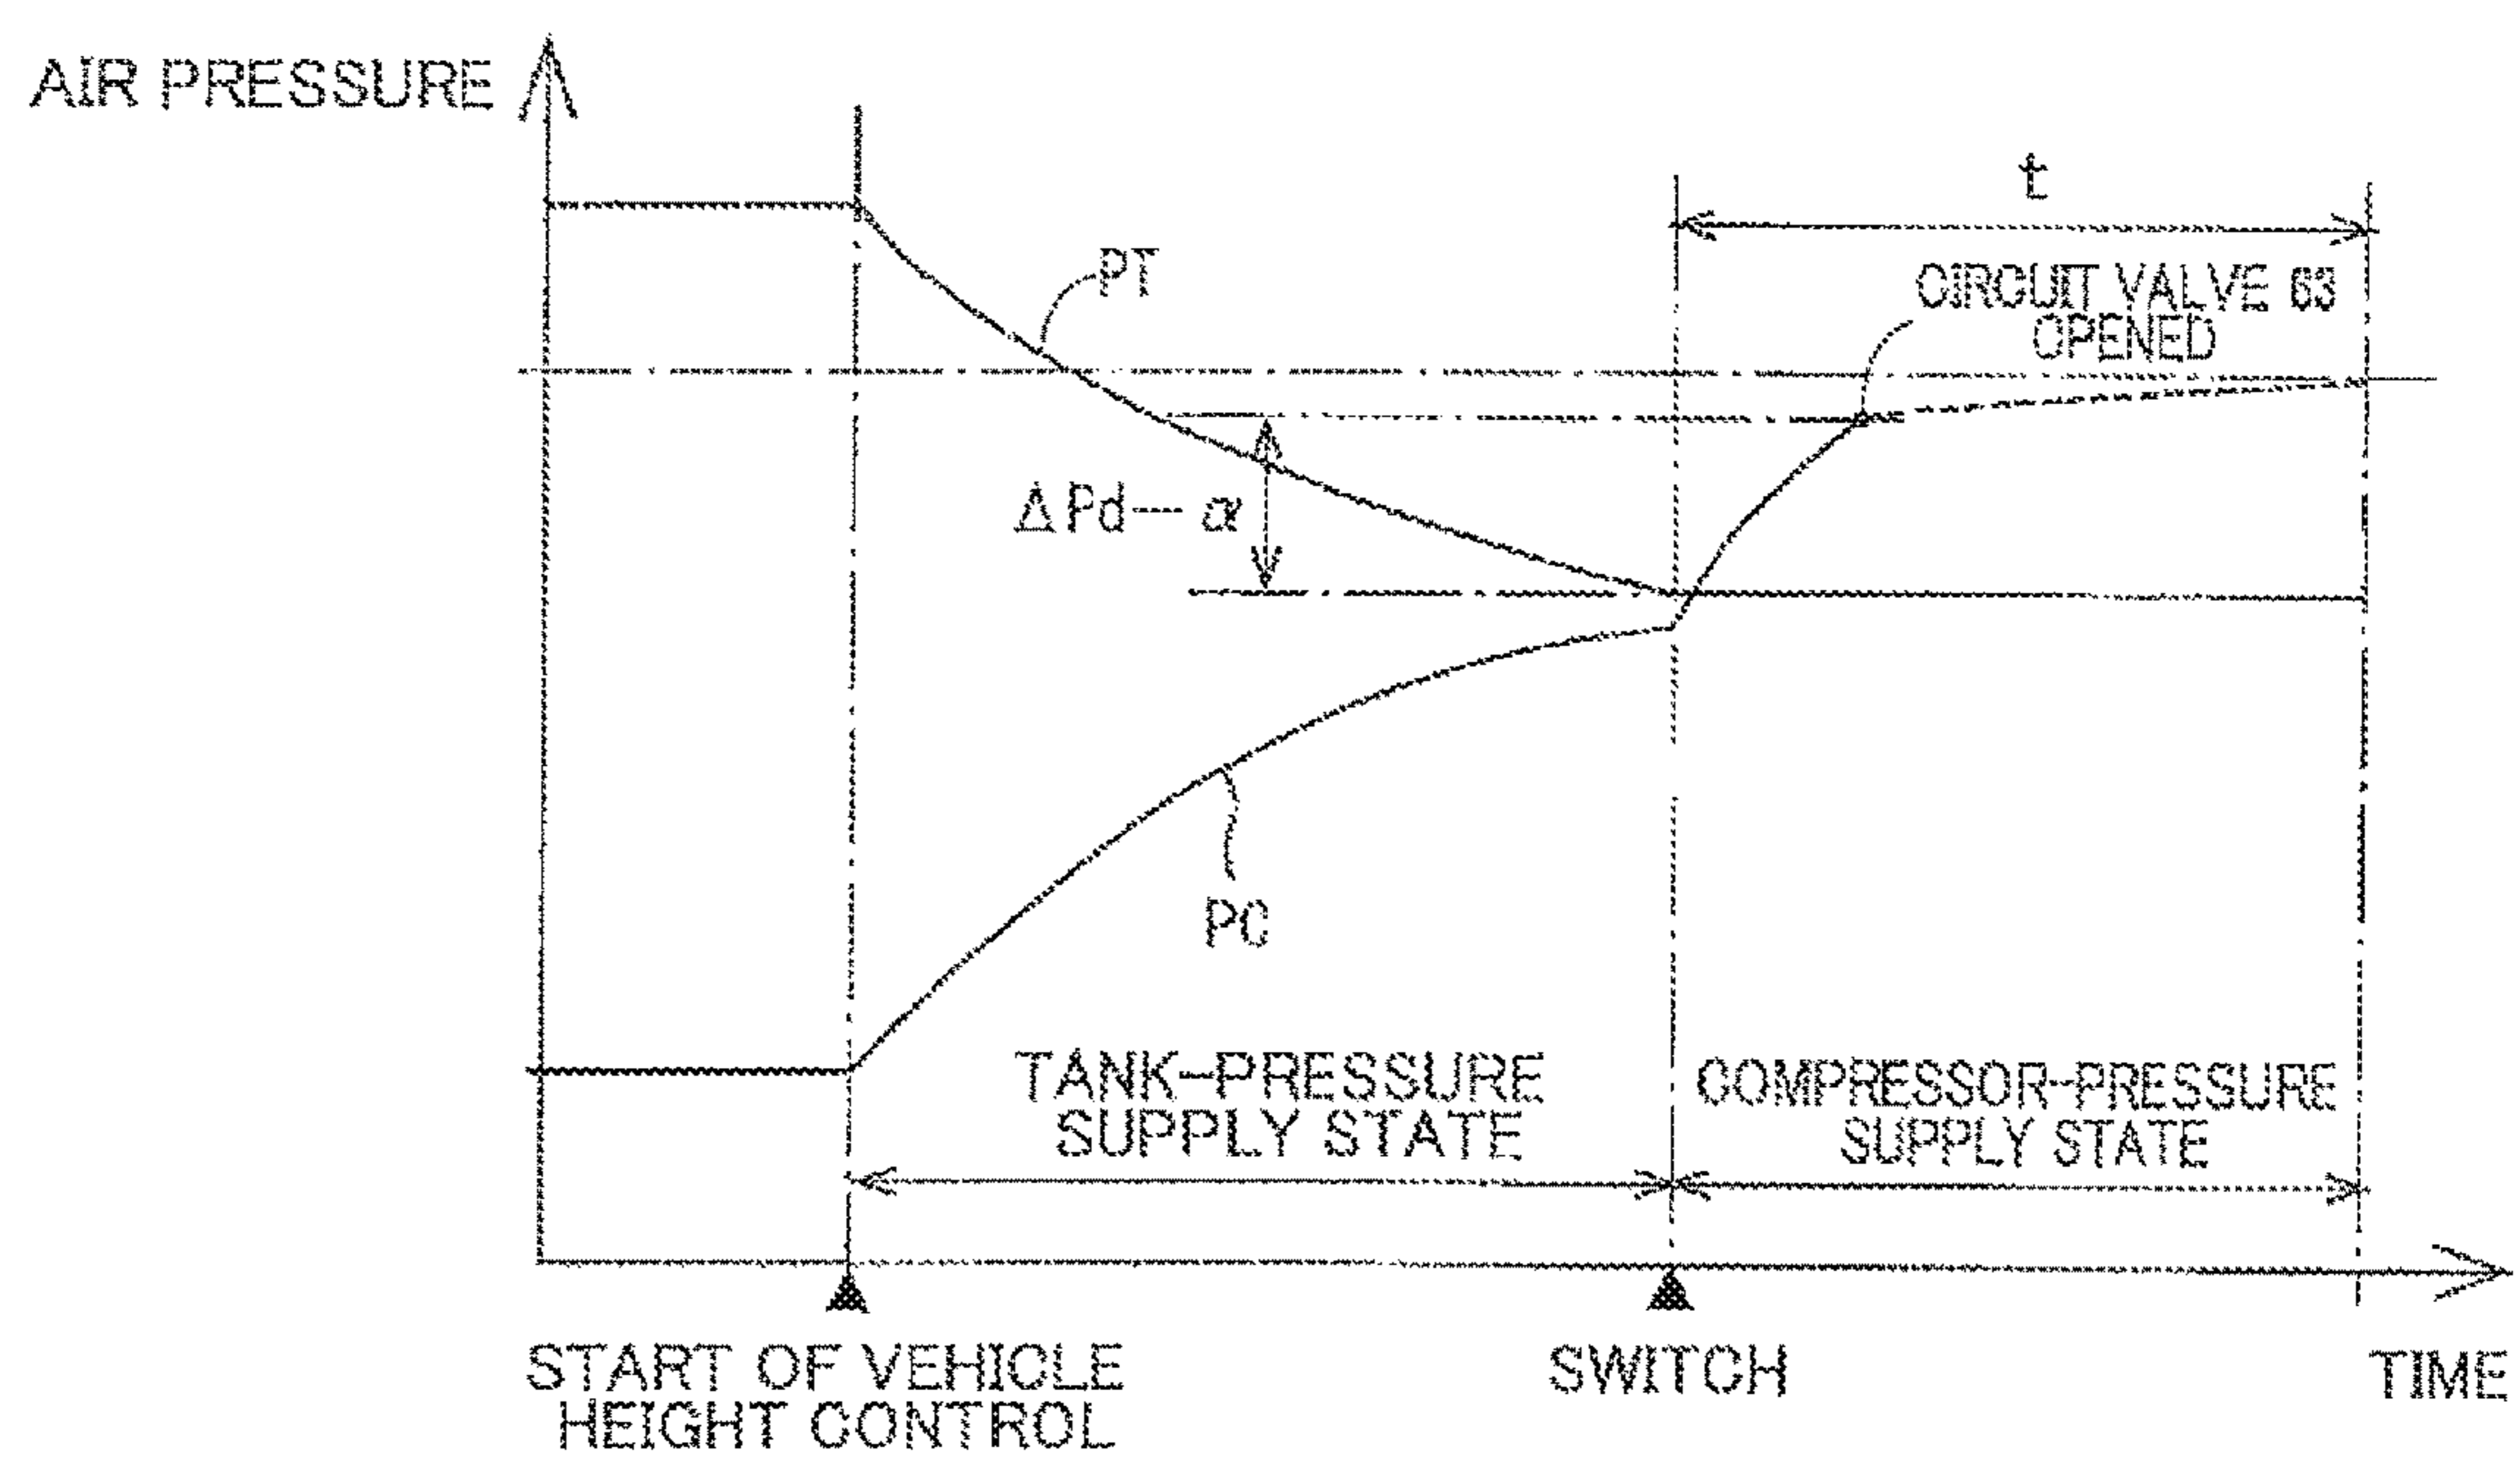 AIR PRESSURE
t
PT
CIRCUIT VALVE 63
OPENED
ΔPd— α
PC
TANK-PRESSURE
SUPPLY STATE
COMPRESSOR-PRESSURE
SUPPLY STATE
START OF VEHICLE
HEIGHT CONTROL
SWITCH
TIME